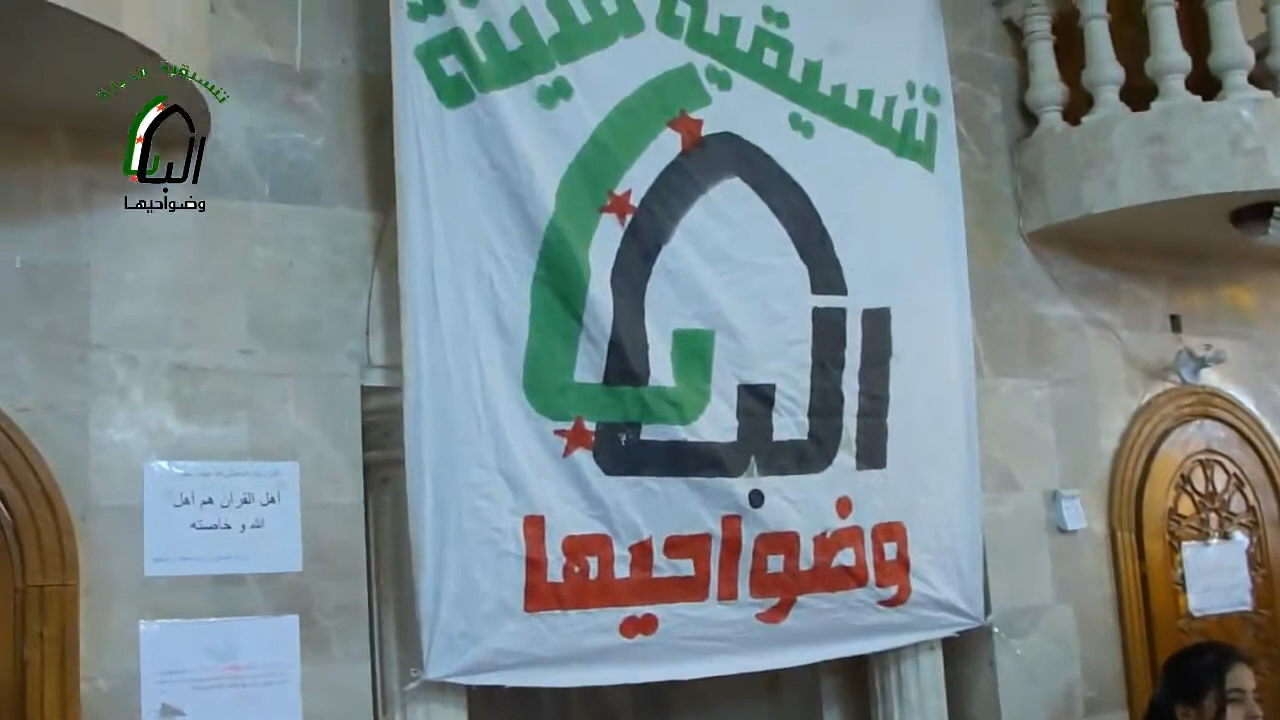 تنسيقية مدينة
الباب
وضواحيها
تنسيقية مدينة
الباب
وضواحيها
أهل القرآن هم أهل
الله و خاصته